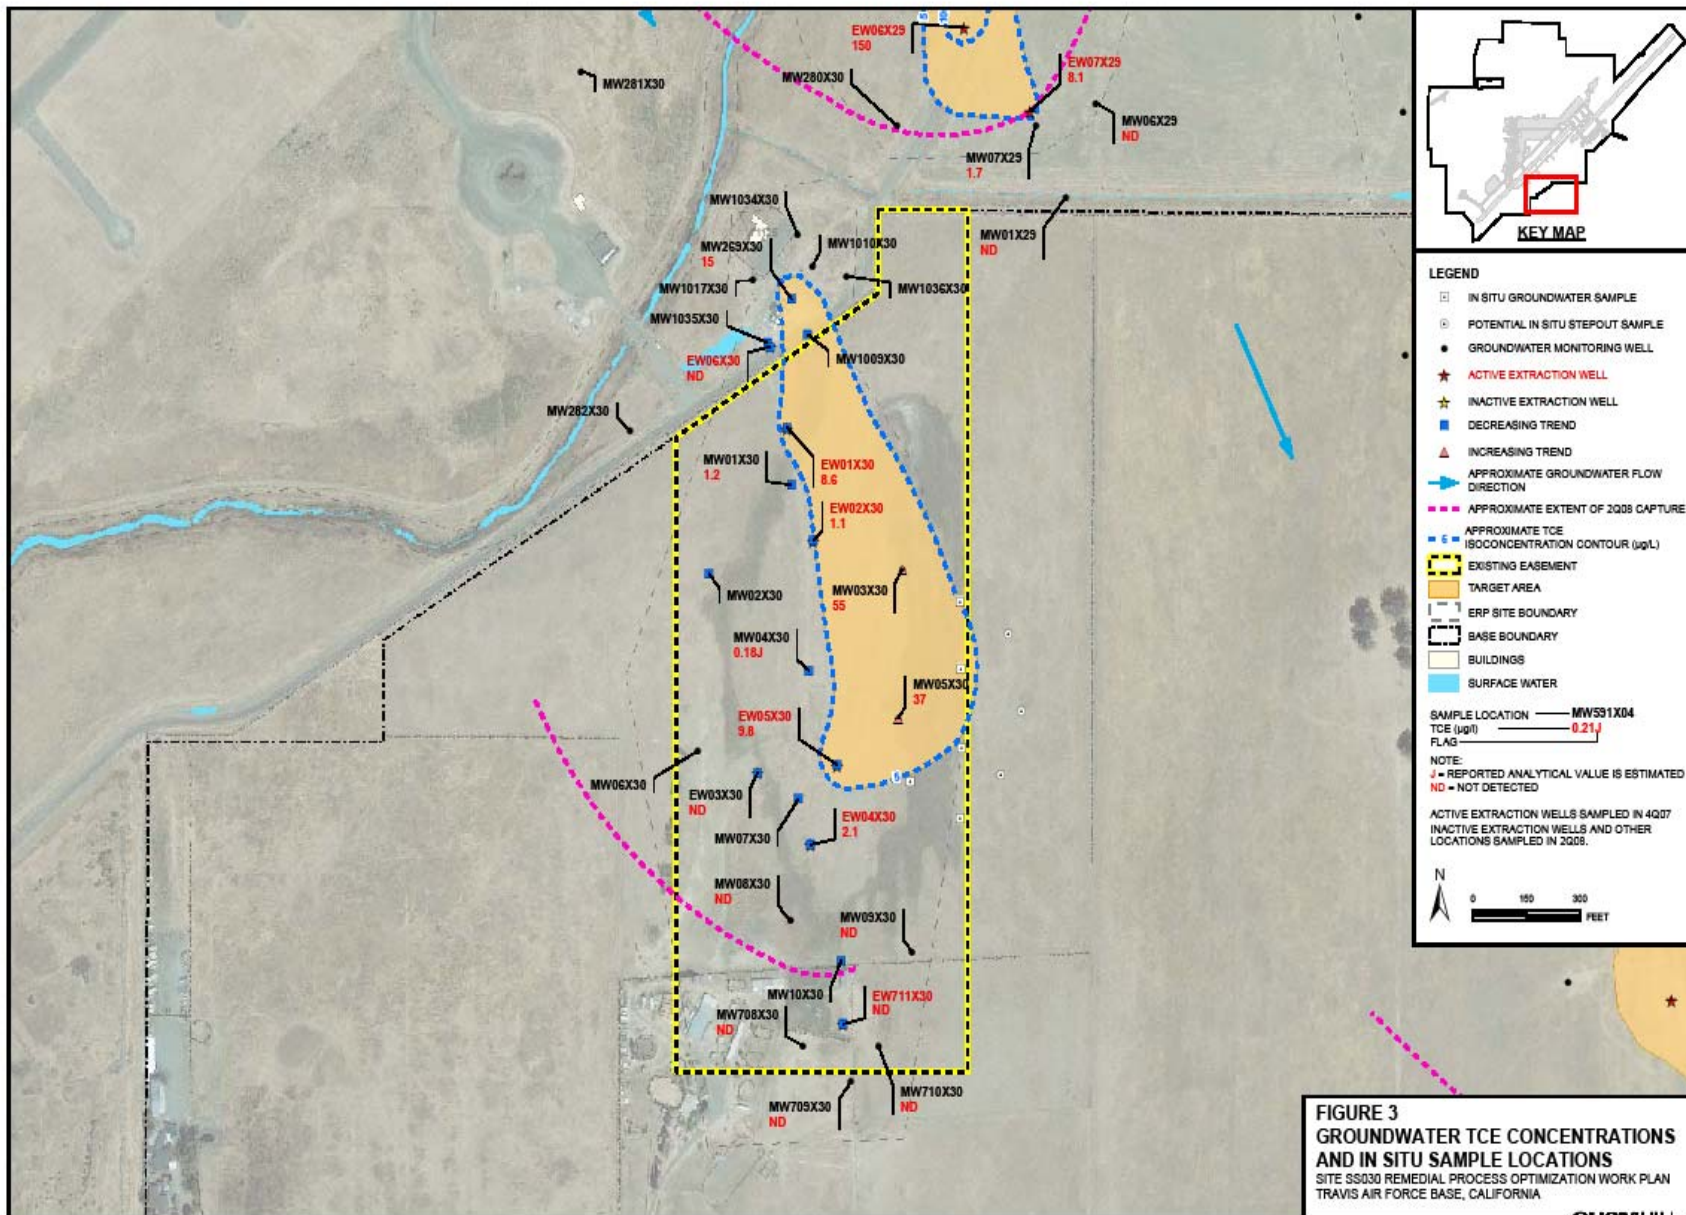 EW06X29
150
5
10
EW07X29
8.1
MW281X30
MW280X30
MW06X29
ND
MW07X29
1.7
MW1034X30
MW269X30
15
MW1010X30
MW01X29
ND
MW1017X30
MW1036X30
MW1035X30
EW06X30
ND
MW1009X30
MW282X30
MW01X30
1.2
EW01X30
8.6
EW02X30
1.1
MW02X30
MW03X30
55
MW04X30
0.18J
MW05X30
37
EW05X30
9.8
MW06X30
5
EW03X30
ND
MW07X30
EW04X30
2.1
MW08X30
ND
MW09X30
ND
MW10X30
EW711X30
ND
MW708X30
ND
MW710X30
ND
MW709X30
ND
KEY MAP
LEGEND
IN SITU GROUNDWATER SAMPLE
POTENTIAL IN SITU STEPOUT SAMPLE
GROUNDWATER MONITORING WELL
ACTIVE EXTRACTION WELL
INACTIVE EXTRACTION WELL
DECREASING TREND
INCREASING TREND
APPROXIMATE GROUNDWATER FLOW
DIRECTION
APPROXIMATE EXTENT OF 2Q08 CAPTURE
APPROXIMATE TCE
5 ISOCONCENTRATION CONTOUR (µg/L)
EXISTING EASEMENT
TARGET AREA
ERP SITE BOUNDARY
BASE BOUNDARY
BUILDINGS
SURFACE WATER
SAMPLE LOCATION MW591X04
TCE (µg/l) 0.21J
FLAG
NOTE:
J = REPORTED ANALYTICAL VALUE IS ESTIMATED
ND = NOT DETECTED
ACTIVE EXTRACTION WELLS SAMPLED IN 4Q07
INACTIVE EXTRACTION WELLS AND OTHER
LOCATIONS SAMPLED IN 2Q08.
N
0 150 300
FEET
FIGURE 3
GROUNDWATER TCE CONCENTRATIONS
AND IN SITU SAMPLE LOCATIONS
SITE SS030 REMEDIAL PROCESS OPTIMIZATION WORK PLAN
TRAVIS AIR FORCE BASE, CALIFORNIA